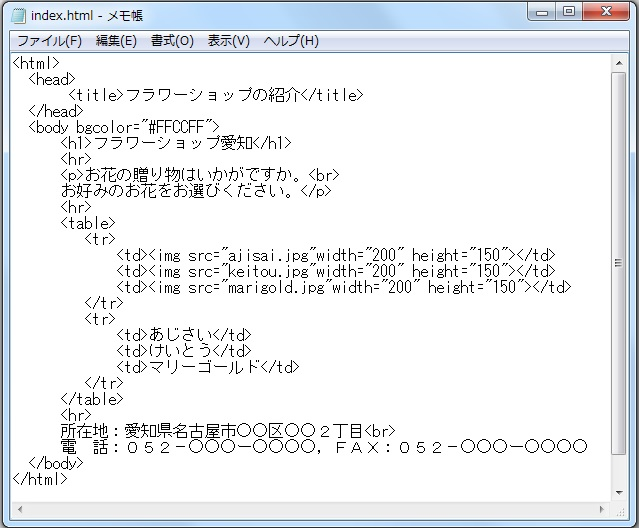 index.html - メモ帳
ファイル(F) 編集(E) 書式(O) 表示(V) ヘルプ(H)
<html>
  <head>
       <title>フラワーショップの紹介</title>
  </head>
  <body bgcolor="#FFCCFF">
      <h1>フラワーショップ愛知</h1>
      <hr>
      <p>お花の贈り物はいかがですか。<br>
      お好みのお花をお選びください。</p>
      <hr>
      <table>
         <tr>
             <td><img src="ajisai.jpg"width="200" height="150"></td>
             <td><img src="keitou.jpg"width="200" height="150"></td>
             <td><img src="marigold.jpg"width="200" height="150"></td>
         </tr>
         <tr>
             <td>あじさい</td>
             <td>けいとう</td>
             <td>マリーゴールド</td>
         </tr>
      </table>
      <hr>
      所在地：愛知県名古屋市○○区○○２丁目<br>
      電　話：０５２－○○○－○○○○，ＦＡＸ：０５２－○○○－○○○○
  </body>
</html>